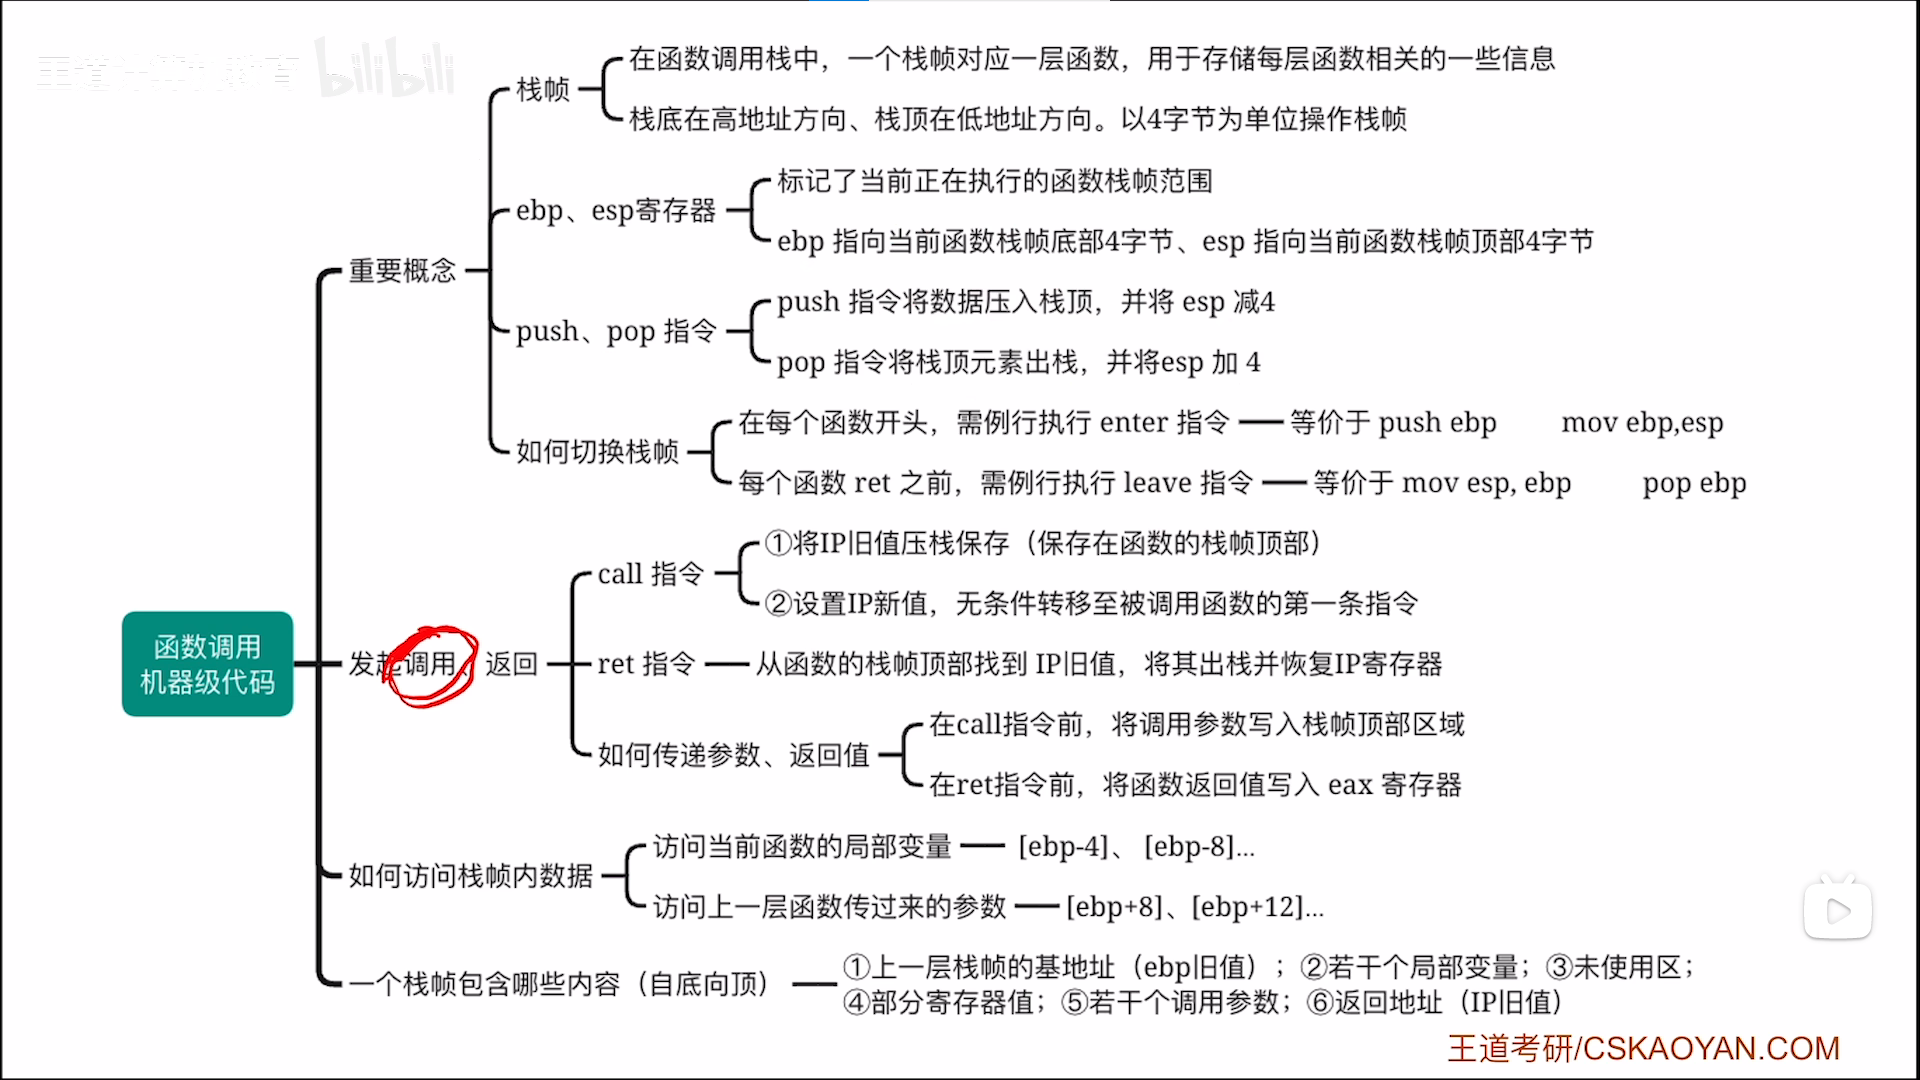 王道计算机教育 bilibili
在函数调用栈中，一个栈帧对应一层函数，用于存储每层函数相关的一些信息
栈帧
栈底在高地址方向、栈顶在低地址方向。以4字节为单位操作栈帧
标记了当前正在执行的函数栈帧范围
ebp、esp寄存器
ebp 指向当前函数栈帧底部4字节、esp 指向当前函数栈帧顶部4字节
重要概念
push 指令将数据压入栈顶，并将 esp 减4
push、pop 指令
pop 指令将栈顶元素出栈，并将esp 加 4
在每个函数开头，需例行执行 enter 指令 等价于 push ebp mov ebp,esp
如何切换栈帧
每个函数 ret 之前，需例行执行 leave 指令 等价于 mov esp, ebp pop ebp
①将IP旧值压栈保存（保存在函数的栈帧顶部）
call 指令
②设置IP新值，无条件转移至被调用函数的第一条指令
函数调用
机器级代码
发起调用、返回
ret 指令 从函数的栈帧顶部找到 IP旧值，将其出栈并恢复IP寄存器
在call指令前，将调用参数写入栈帧顶部区域
如何传递参数、返回值
在ret指令前，将函数返回值写入 eax 寄存器
访问当前函数的局部变量 [ebp-4]、 [ebp-8]...
如何访问栈帧内数据
访问上一层函数传过来的参数 [ebp+8]、[ebp+12]...
一个栈帧包含哪些内容（自底向顶）
①上一层栈帧的基地址（ebp旧值）；②若干个局部变量；③未使用区；
④部分寄存器值；⑤若干个调用参数；⑥返回地址（IP旧值）
王道考研/CSKAOYAN.COM